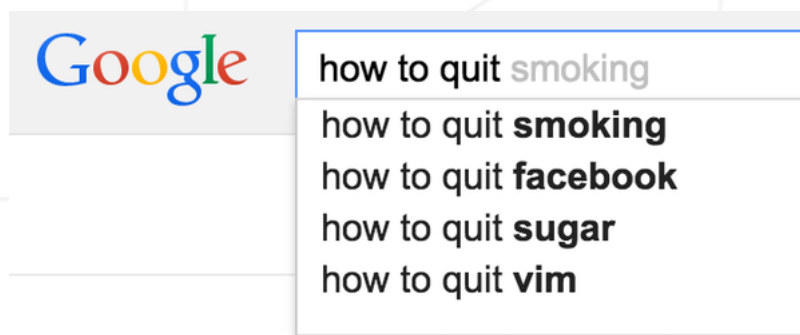 Google
how to quit smoking
how to quit smoking
how to quit facebook
how to quit sugar
how to quit vim